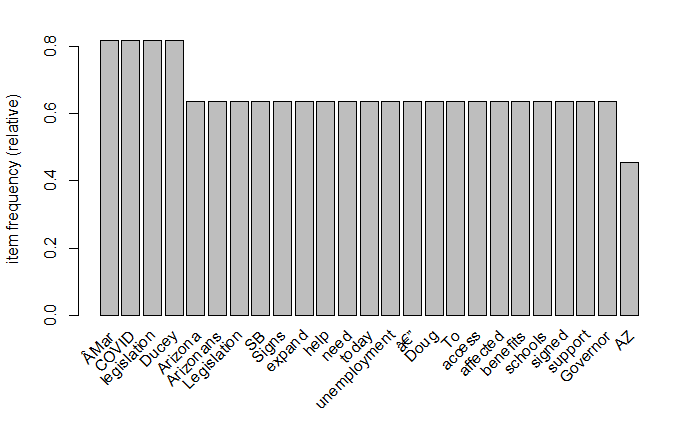 item frequency (relative)
0.8
0.6
0.4
0.2
0.0
ÂMar
COVID
legislation
Ducey
Arizona
Arizonans
Legislation
SB
Signs
expand
help
need
today
unemployment
â€”
Doug
To
access
affected
benefits
schools
signed
support
Governor
AZ